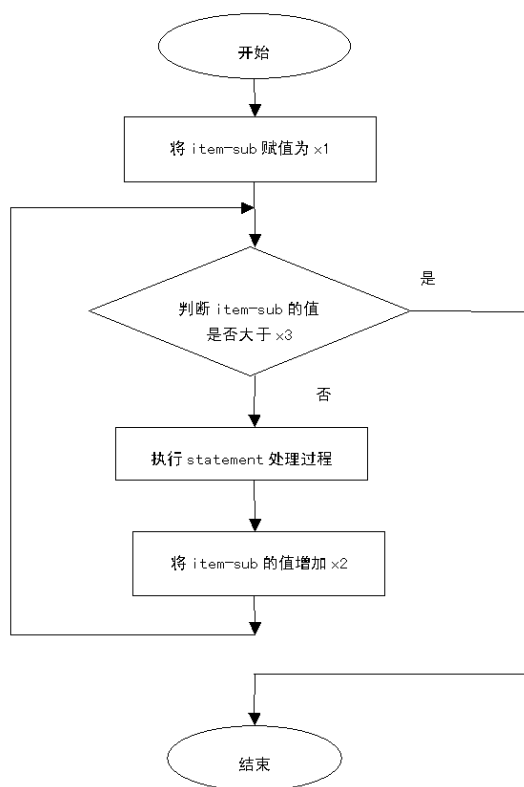 开始
将 item-sub 赋值为 x1
是
判断 item-sub 的值
是否大于 x3
否
执行 statement 处理过程
将 item-sub 的值增加 x2
结束